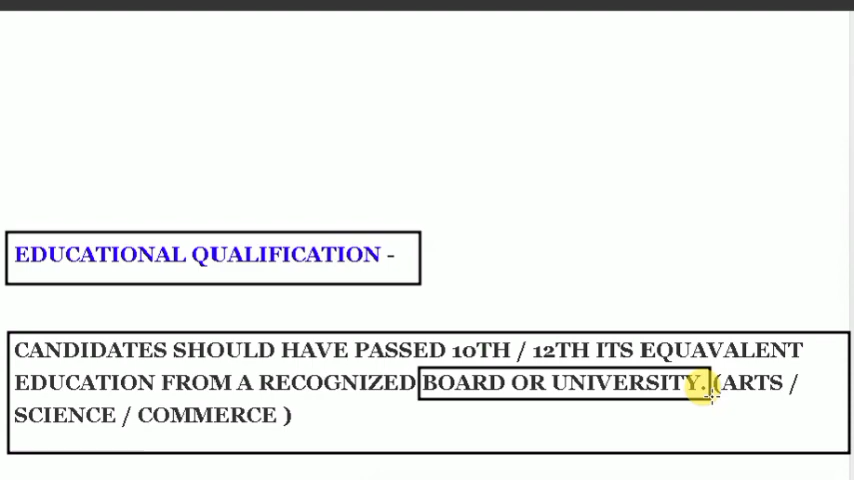 EDUCATIONAL QUALIFICATION -
CANDIDATES SHOULD HAVE PASSED 10TH / 12TH ITS EQUAVALENT
EDUCATION FROM A RECOGNIZED BOARD OR UNIVERSITY. (ARTS /
SCIENCE / COMMERCE )